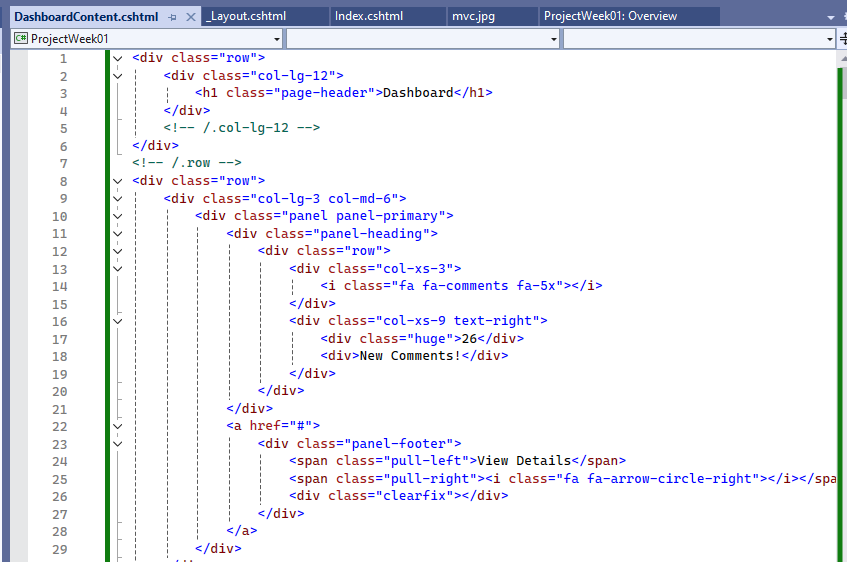 DashboardContent.cshtml _Layout.cshtml Index.cshtml mvc.jpg ProjectWeek01: Overview
C# ProjectWeek01
1 <div class="row">
2 <div class="col-lg-12">
3 <h1 class="page-header">Dashboard</h1>
4 </div>
5 <!-- /.col-lg-12 -->
6 </div>
7 <!-- /.row -->
8 <div class="row">
9 <div class="col-lg-3 col-md-6">
10 <div class="panel panel-primary">
11 <div class="panel-heading">
12 <div class="row">
13 <div class="col-xs-3">
14 <i class="fa fa-comments fa-5x"></i>
15 </div>
16 <div class="col-xs-9 text-right">
17 <div class="huge">26</div>
18 <div>New Comments!</div>
19 </div>
20 </div>
21 </div>
22 <a href="#">
23 <div class="panel-footer">
24 <span class="pull-left">View Details</span>
25 <span class="pull-right"><i class="fa fa-arrow-circle-right"></i></spa
26 <div class="clearfix"></div>
27 </div>
28 </a>
29 </div>